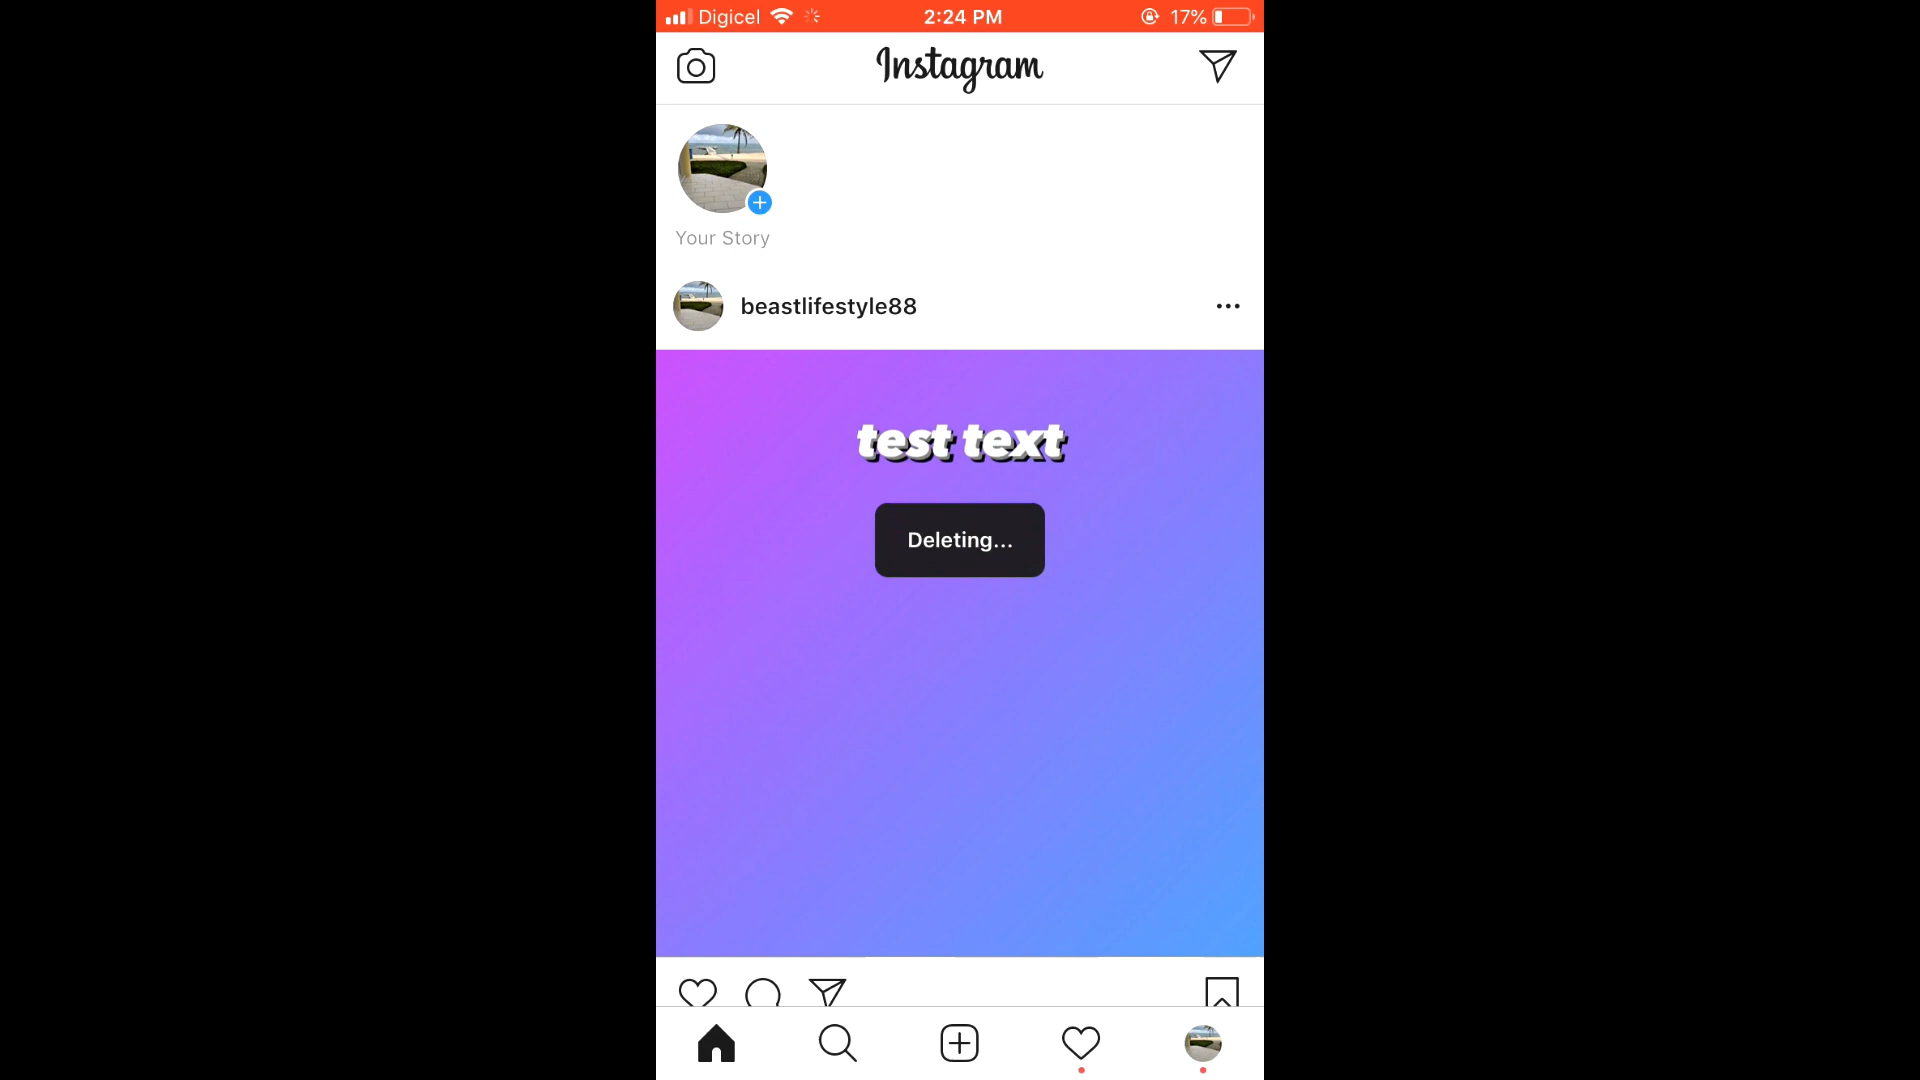 Digicel 2:24 PM 17%
Instagram
Your Story
beastlifestyle88
test text
Deleting...